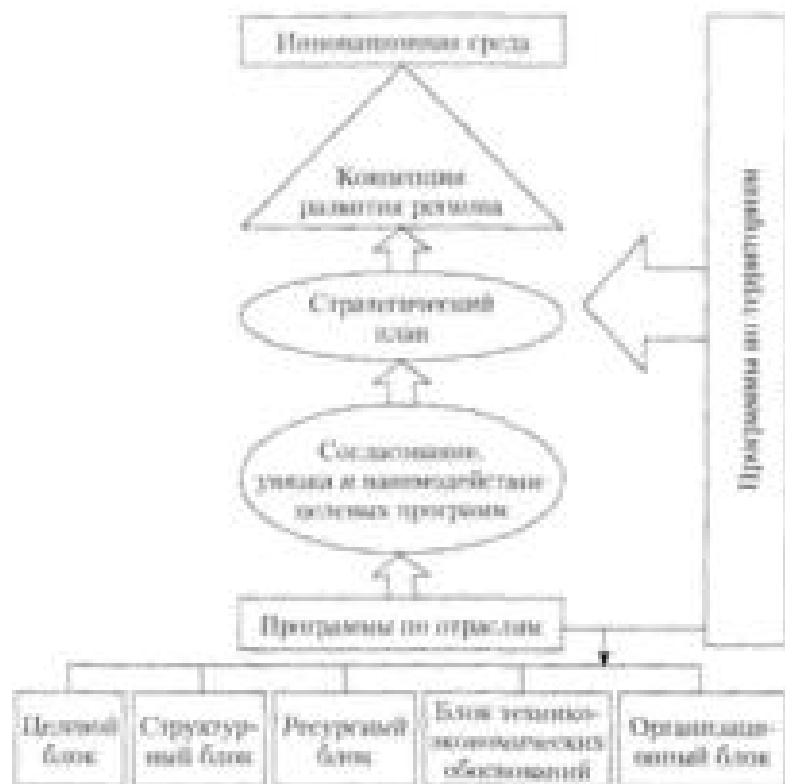 Инновационная среда
Концепция
развития региона
Стратегический
план
Согласование,
увязка и взаимодействие
целевых программ
Программы по отраслям
Программы по территориям
Целевой
блок
Структур-
ный блок
Ресурсный
блок
Блок технико-
экономических
обоснований
Организаци-
онный блок